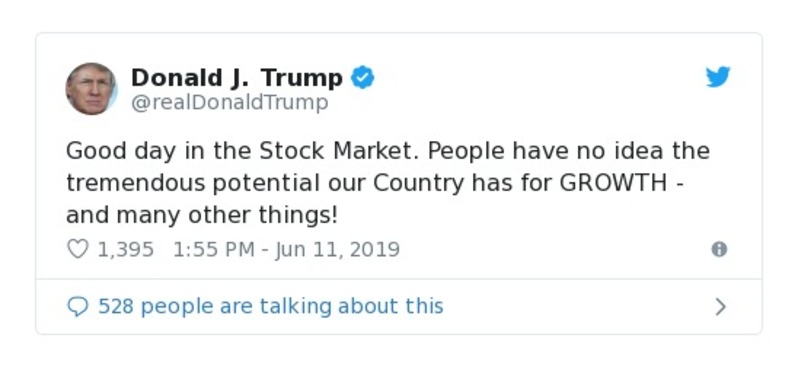 Donald J. Trump
@realDonaldTrump
Good day in the Stock Market. People have no idea the
tremendous potential our Country has for GROWTH -
and many other things!
1,395 1:55 PM - Jun 11, 2019
528 people are talking about this